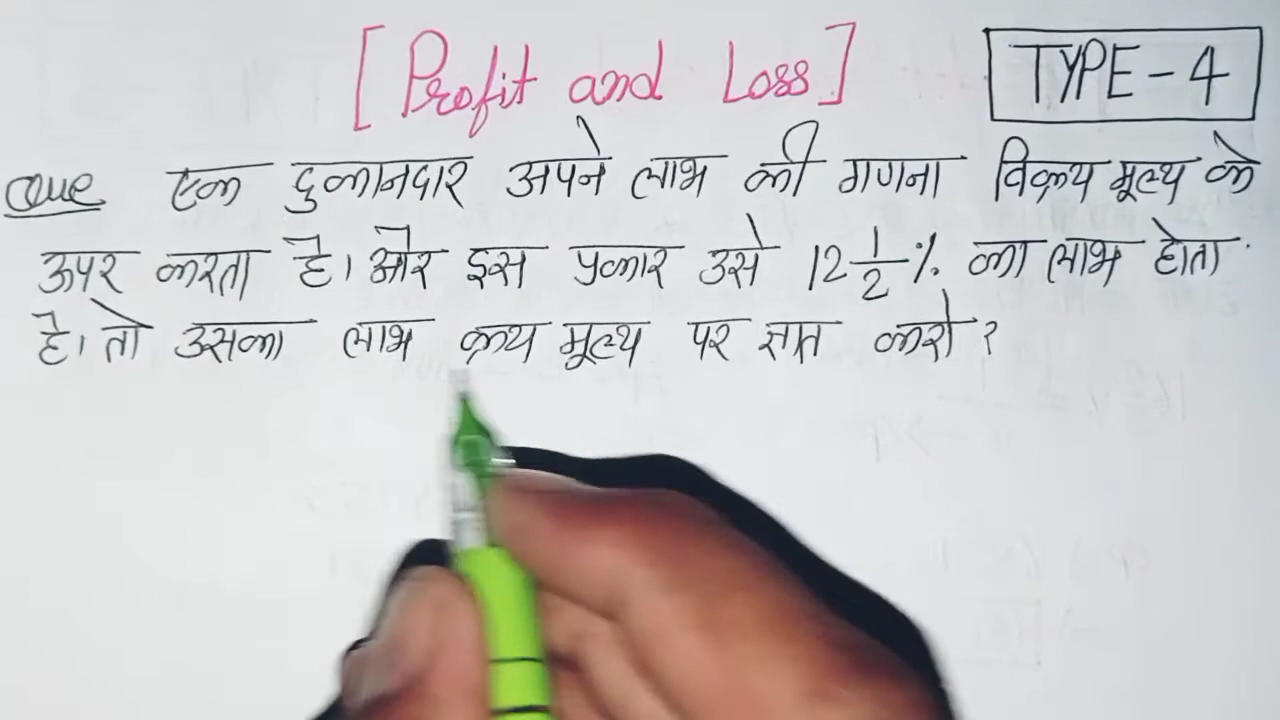 [Profit and Loss]
TYPE-4
Que एक दुकानदार अपने लाभ की गणना विक्रय मूल्य के
ऊपर करता है। और इस प्रकार उसे 12 1/2 % का लाभ होता
है। तो उसका लाभ क्रय मूल्य पर ज्ञात करो?